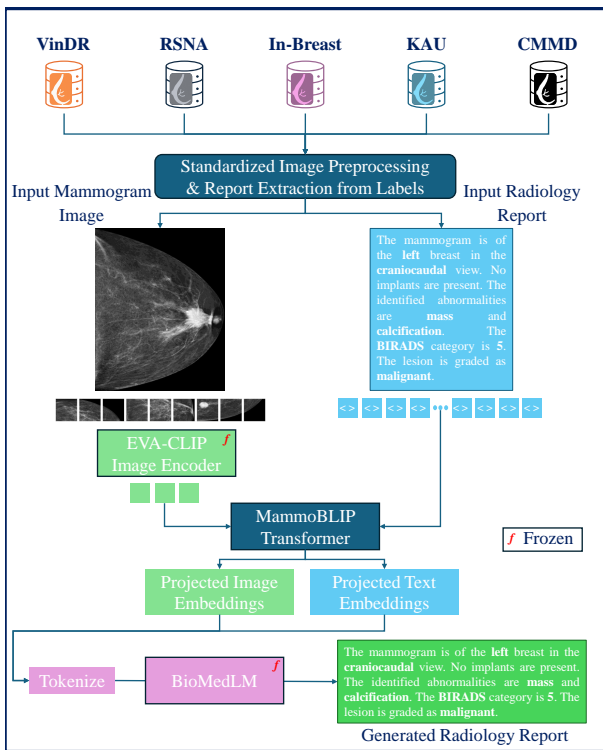 VinDR RSNA In-Breast KAU CMMD
Standardized Image Preprocessing
& Report Extraction from Labels
Input Mammogram
Image
Input Radiology
Report
The mammogram is of
the left breast in the
craniocaudal view. No
implants are present. The
identified abnormalities
are mass and
calcification. The
BIRADS category is 5.
The lesion is graded as
malignant.
<> <> <> <> ••• <> <> <> <>
EVA-CLIP f
Image Encoder
MammoBLIP
Transformer
f Frozen
Projected Image
Embeddings
Projected Text
Embeddings
Tokenize
BioMedLM f
The mammogram is of the left breast in the
craniocaudal view. No implants are present.
The identified abnormalities are mass and
calcification. The BIRADS category is 5. The
lesion is graded as malignant.
Generated Radiology Report